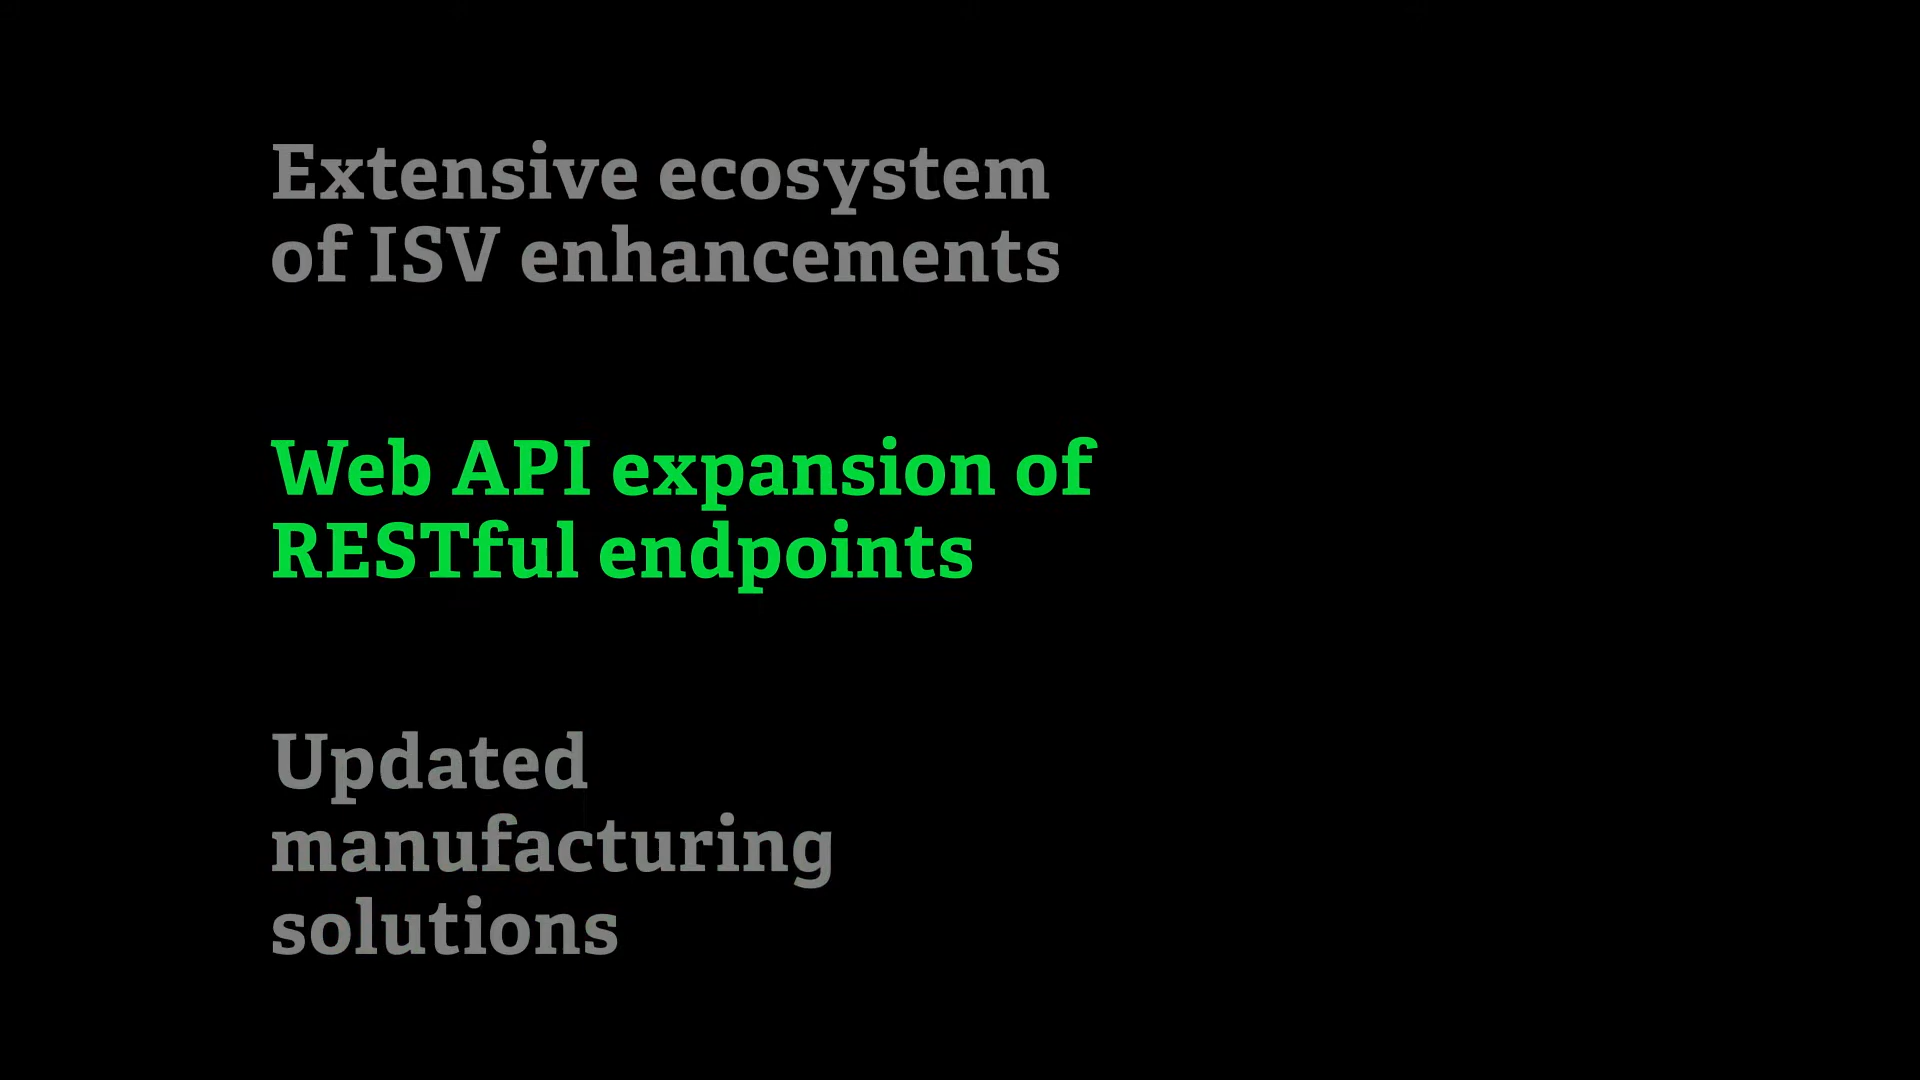 Extensive ecosystem
of ISV enhancements
Web API expansion of
RESTful endpoints
Updated
manufacturing
solutions